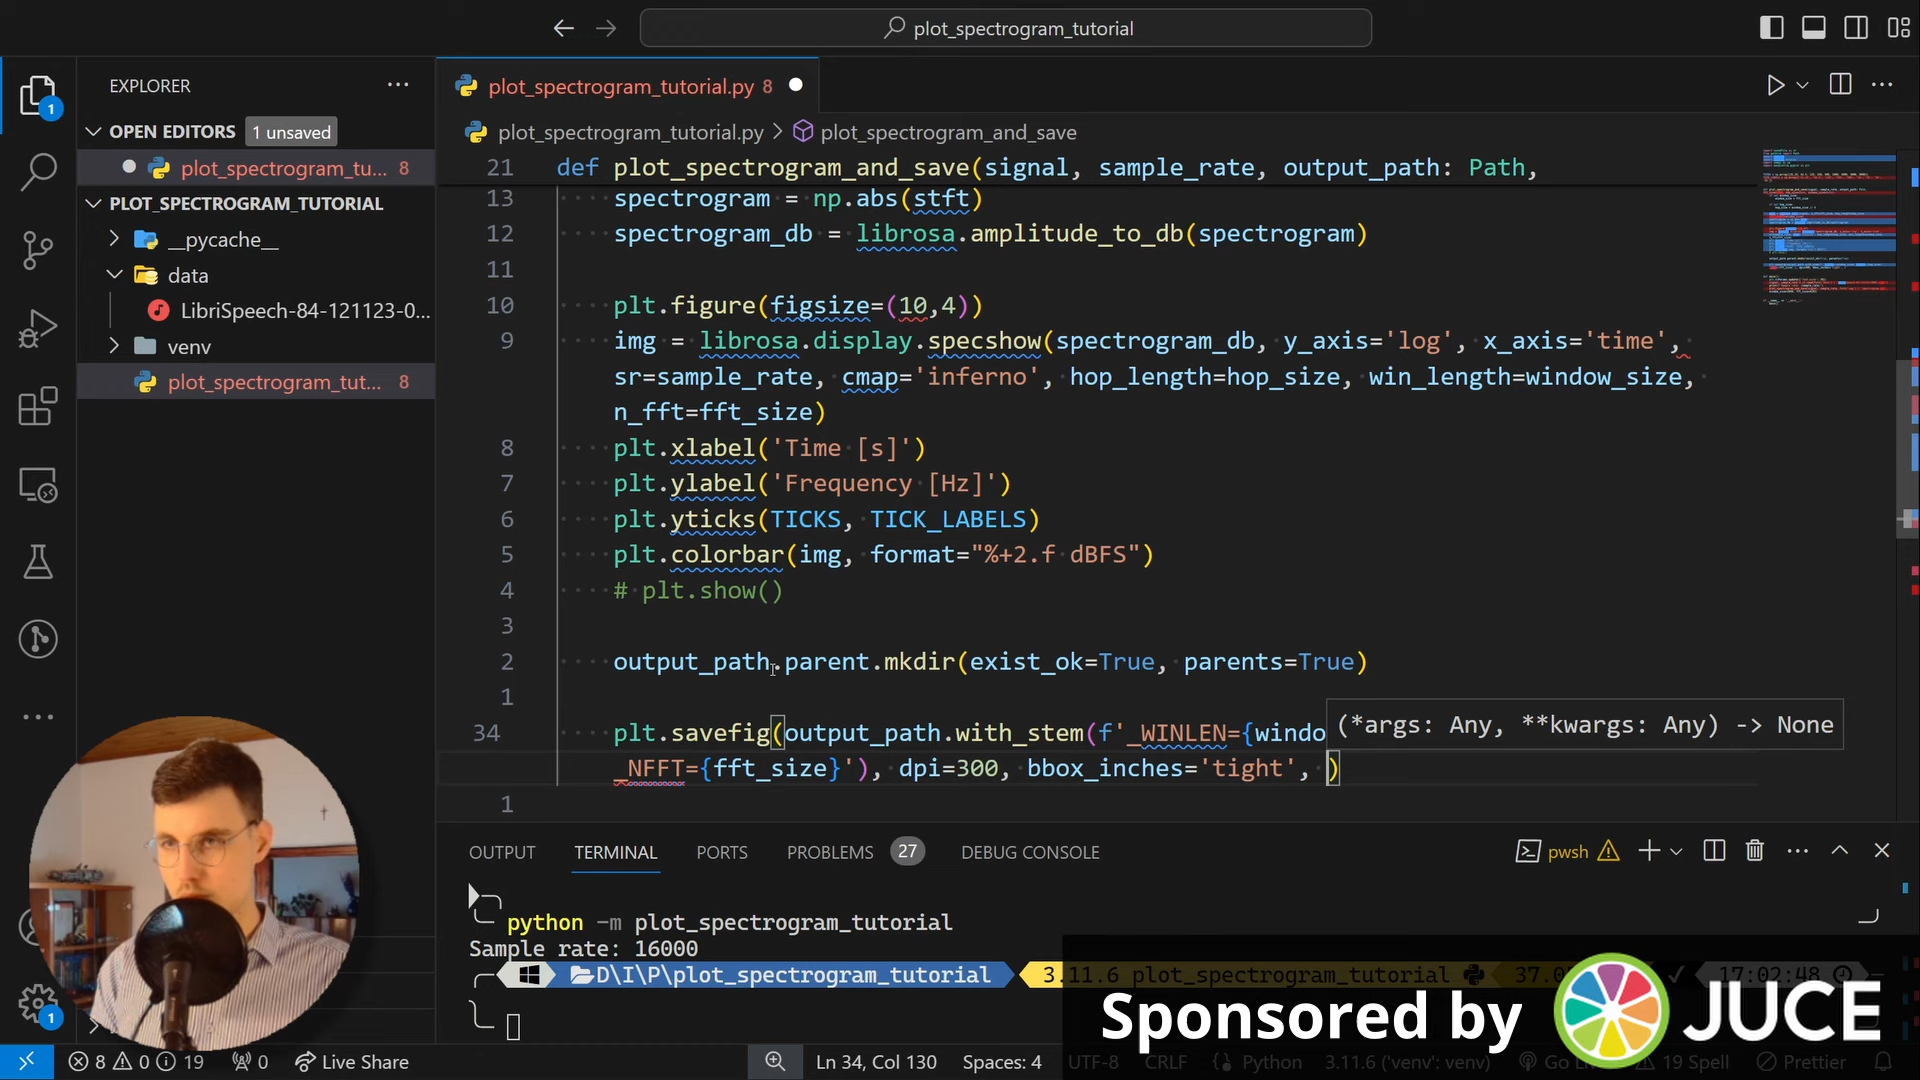 plot_spectrogram_tutorial
EXPLORER
plot_spectrogram_tutorial.py 8
OPEN EDITORS 1 unsaved
plot_spectrogram_tutorial.py > plot_spectrogram_and_save
plot_spectrogram_tu... 8
21 def plot_spectrogram_and_save(signal, sample_rate, output_path: Path,
PLOT_SPECTROGRAM_TUTORIAL
__pycache__
data
LibriSpeech-84-121123-0...
venv
plot_spectrogram_tut... 8
13 spectrogram = np.abs(stft)
12 spectrogram_db = librosa.amplitude_to_db(spectrogram)
11
10 plt.figure(figsize=(10,4))
9 img = librosa.display.specshow(spectrogram_db, y_axis='log', x_axis='time',
sr=sample_rate, cmap='inferno', hop_length=hop_size, win_length=window_size,
n_fft=fft_size)
8 plt.xlabel('Time [s]')
7 plt.ylabel('Frequency [Hz]')
6 plt.yticks(TICKS, TICK_LABELS)
5 plt.colorbar(img, format="%+2.f dBFS")
4 # plt.show()
3
2 output_path.parent.mkdir(exist_ok=True, parents=True)
1
34 plt.savefig(output_path.with_stem(f'_WINLEN={windo
(*args: Any, **kwargs: Any) -> None
_NFFT={fft_size}'), dpi=300, bbox_inches='tight', )
1
OUTPUT TERMINAL PORTS PROBLEMS 27 DEBUG CONSOLE
pwsh
python -m plot_spectrogram_tutorial
Sample rate: 16000
D\I\P\plot_spectrogram_tutorial 3.11.6 plot_spectrogram_tutorial 37.0 17:02:48
Sponsored by JUCE
8 0 19 0 Live Share
Ln 34, Col 130 Spaces: 4 UTF-8 CRLF Python 3.11.6 ('venv': venv) Go Li 19 Spell Prettier
1
1